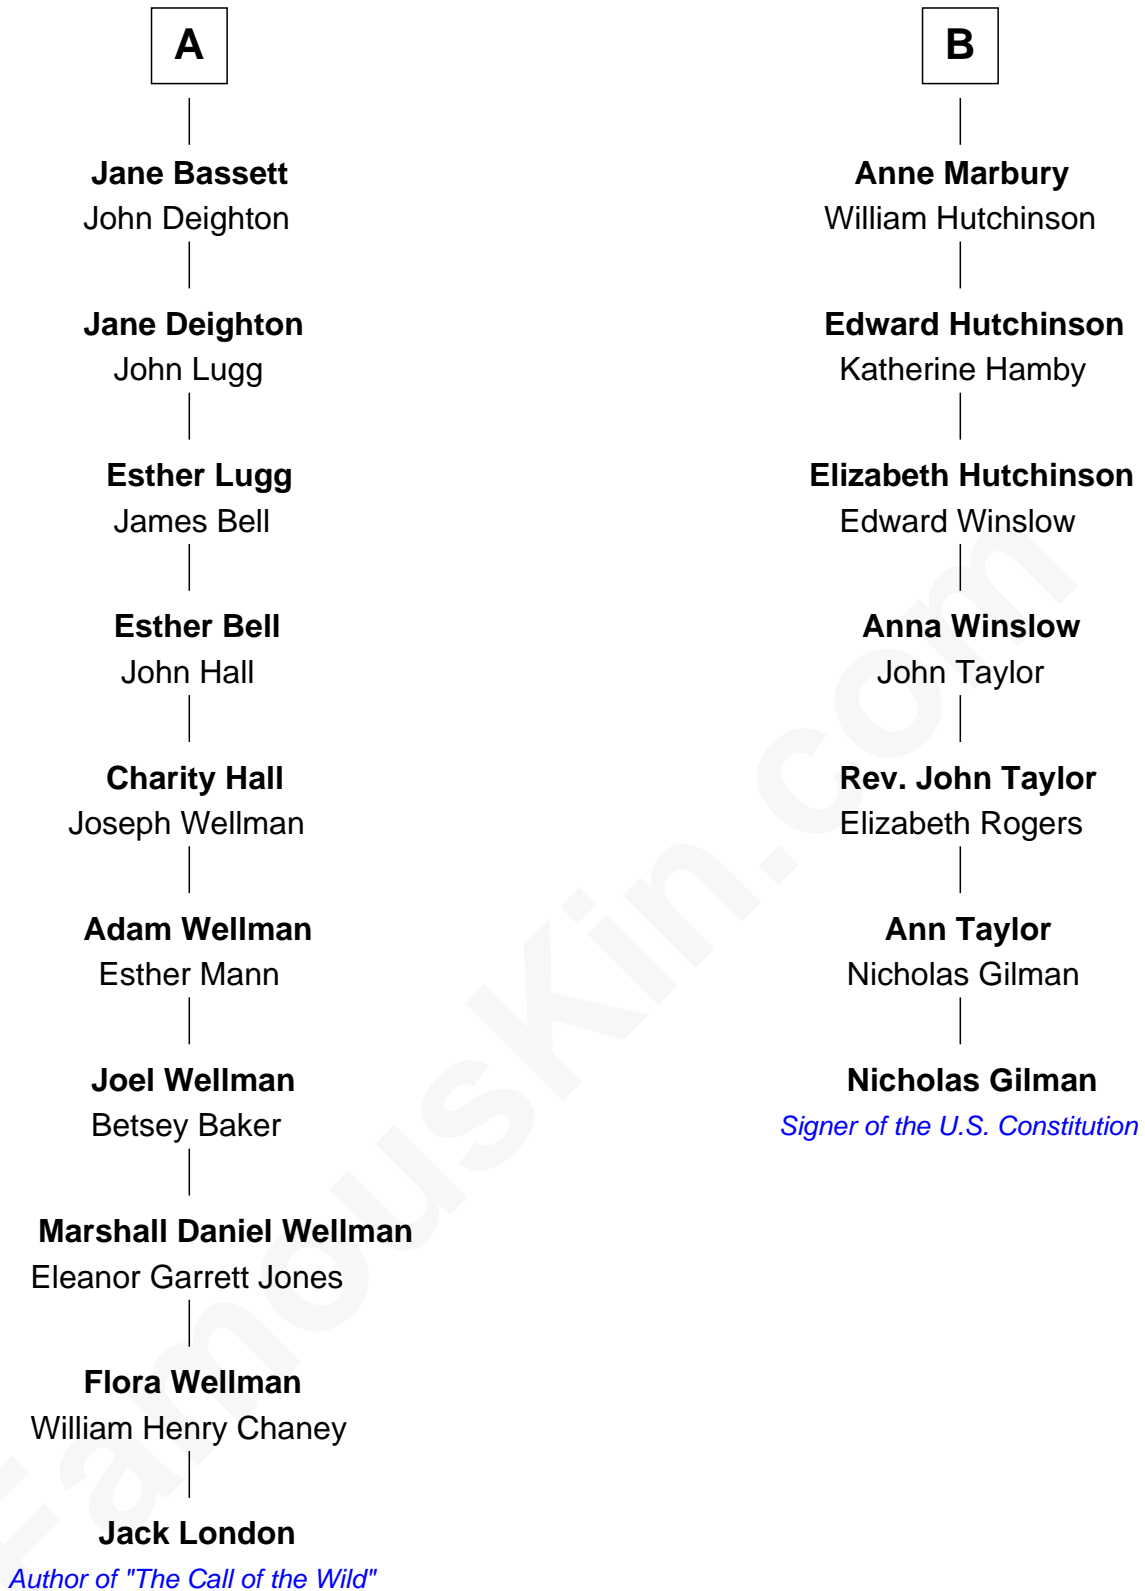 A
Jane Bassett
John Deighton
Jane Deighton
John Lugg
Esther Lugg
James Bell
Esther Bell
John Hall
Charity Hall
Joseph Wellman
Adam Wellman
Esther Mann
Joel Wellman
Betsey Baker
Marshall Daniel Wellman
Eleanor Garrett Jones
Flora Wellman
William Henry Chaney
Jack London
Author of "The Call of the Wild"
B
Anne Marbury
William Hutchinson
Edward Hutchinson
Katherine Hamby
Elizabeth Hutchinson
Edward Winslow
Anna Winslow
John Taylor
Rev. John Taylor
Elizabeth Rogers
Ann Taylor
Nicholas Gilman
Nicholas Gilman
Signer of the U.S. Constitution
FamousKin.com